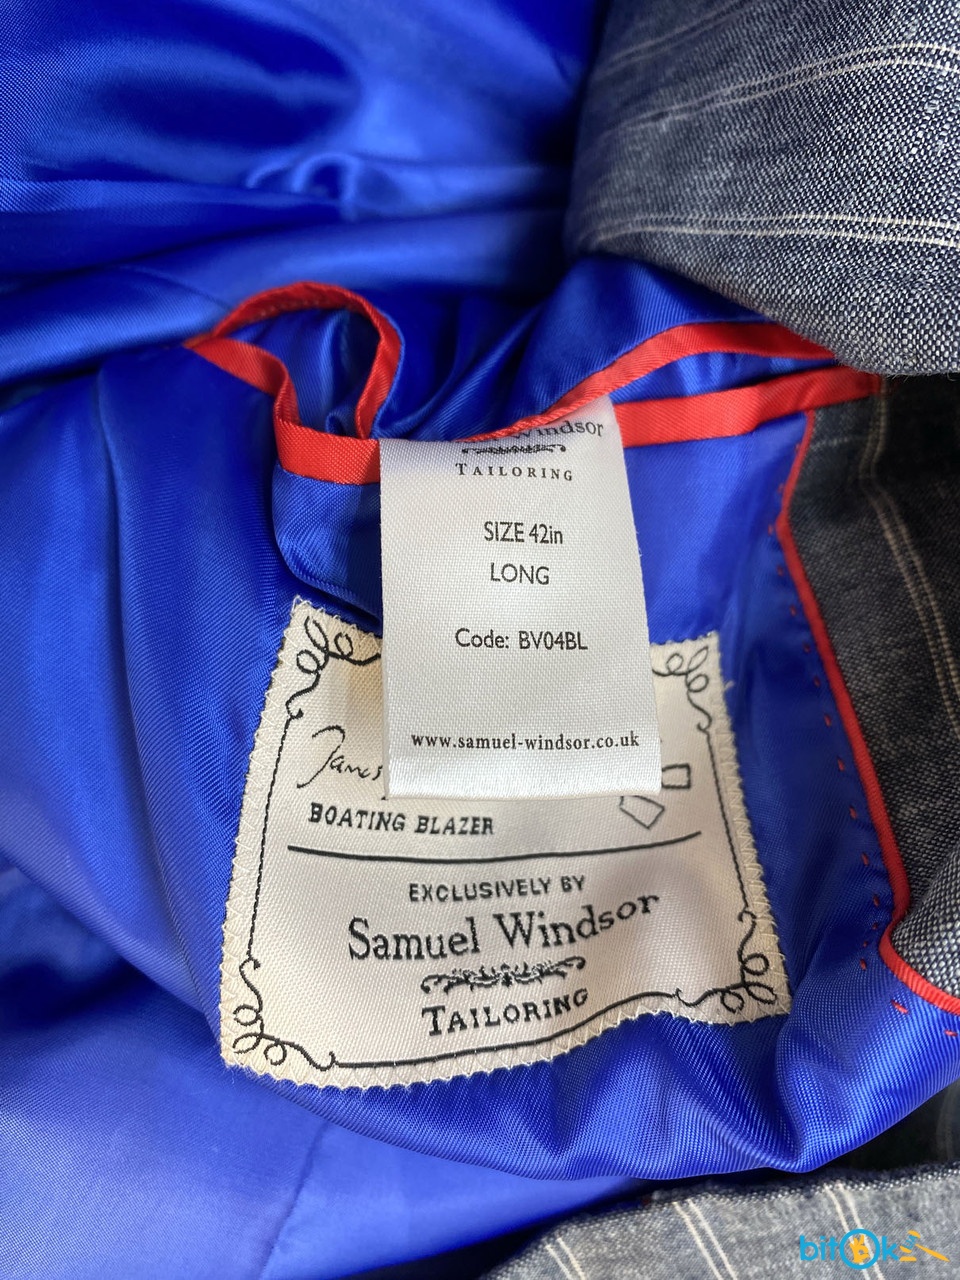 Windsor
TAILORING
SIZE 42in
LONG
Code: BV04BL
www.samuel-windsor.co.uk
James
BOATING BLAZER
EXCLUSIVELY BY
Samuel Windsor
TAILORING
bitOk